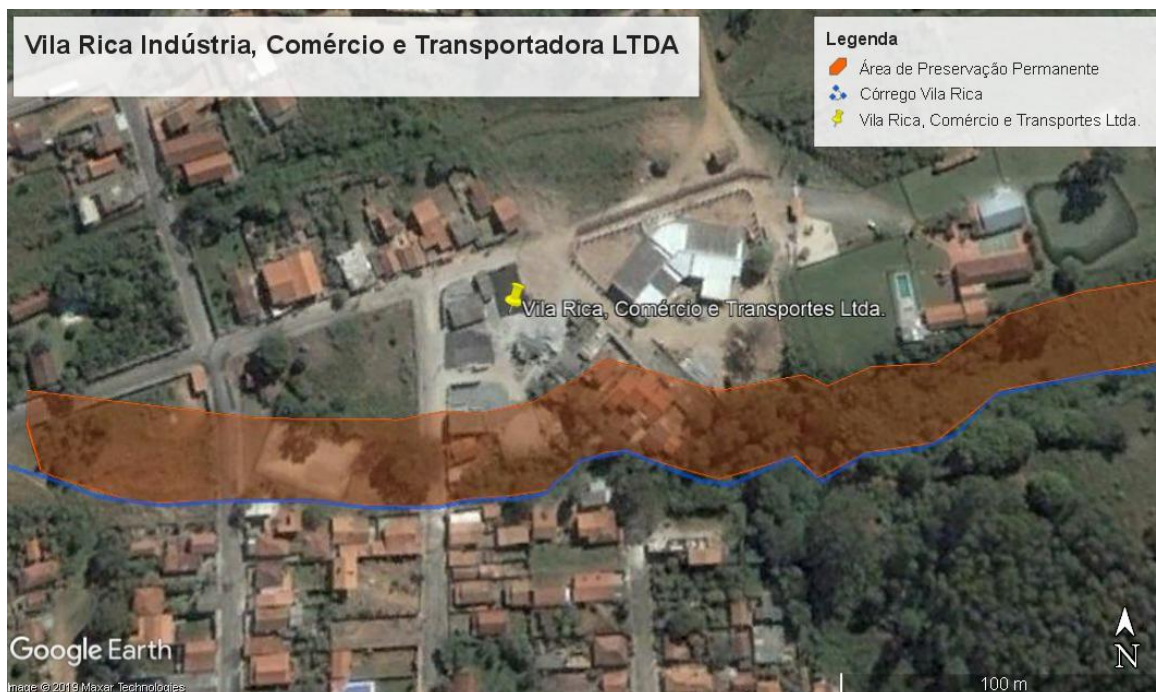 Vila Rica Indústria, Comércio e Transportadora LTDA
Legenda
Área de Preservação Permanente
Córrego Vila Rica
Vila Rica, Comércio e Transportes Ltda.
Vila Rica, Comércio e Transportes Ltda.
Google Earth
Image © 2019 Maxar Technologies
N
100 m